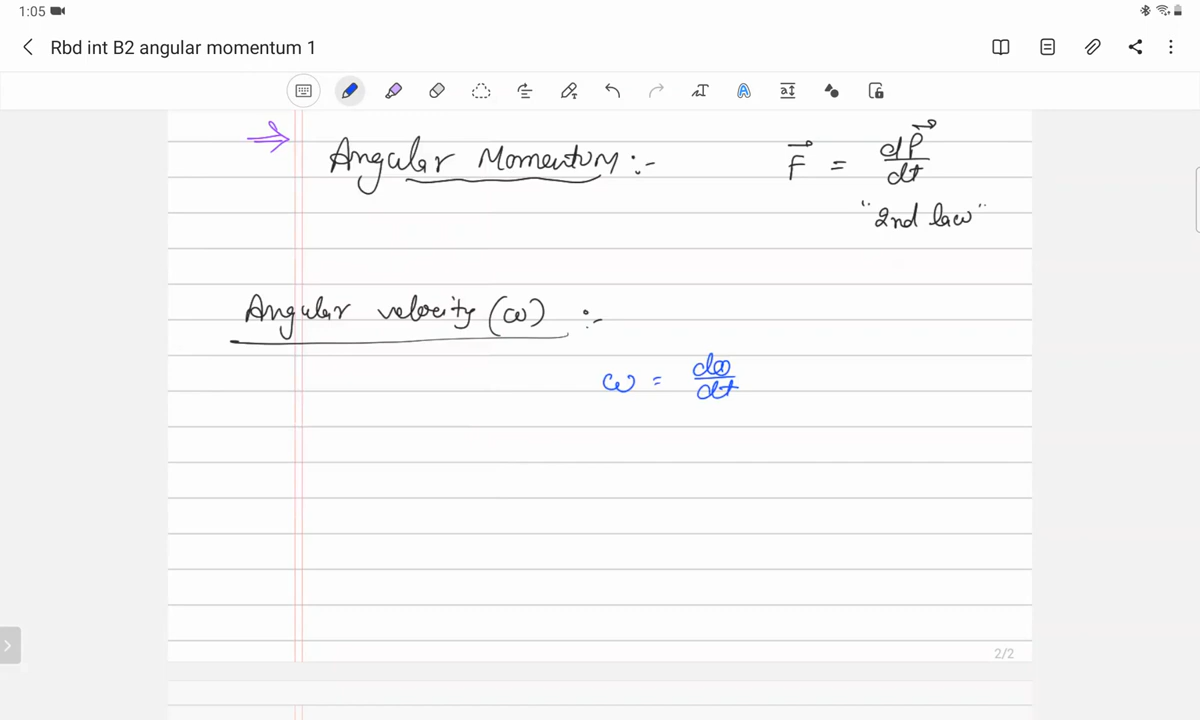 1:05
Rbd int B2 angular momentum 1
Angular Momentum :-
F⃗ = dP⃗/dt
"2nd law"
Angular velocity (ω) :-
ω = dθ/dt
2/2